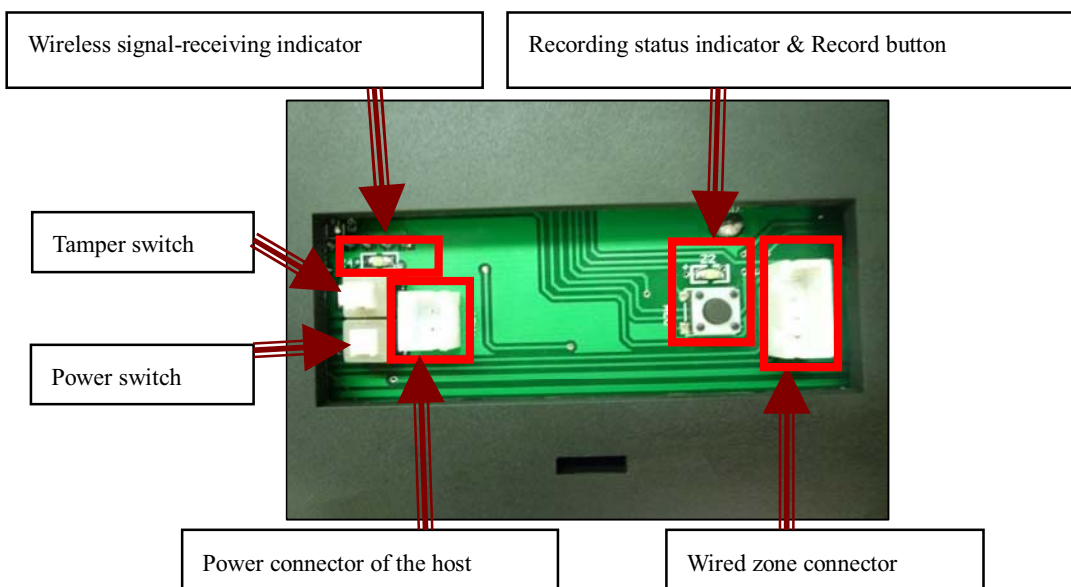 Wireless signal-receiving indicator
Recording status indicator & Record button
Tamper switch
Z2
Power switch
Power connector of the host
Wired zone connector